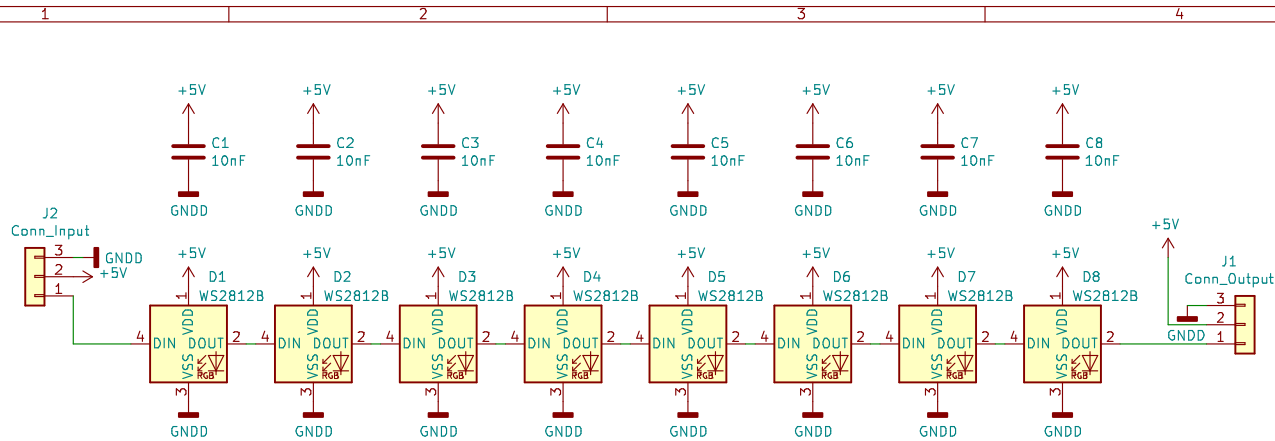 1 2 3 4
+5V +5V +5V +5V +5V +5V +5V +5V
C1 C2 C3 C4 C5 C6 C7 C8
10nF 10nF 10nF 10nF 10nF 10nF 10nF 10nF
GNDD GNDD GNDD GNDD GNDD GNDD GNDD GNDD
J2
Conn_Input
3 GNDD
2 +5V
1
+5V
J1
Conn_Output
3
2
GNDD 1
+5V +5V +5V +5V +5V +5V +5V +5V
D1 D2 D3 D4 D5 D6 D7 D8
WS2812B WS2812B WS2812B WS2812B WS2812B WS2812B WS2812B WS2812B
1 1 1 1 1 1 1 1
VDD VDD VDD VDD VDD VDD VDD VDD
4 DIN DOUT 2 4 DIN DOUT 2 4 DIN DOUT 2 4 DIN DOUT 2 4 DIN DOUT 2 4 DIN DOUT 2 4 DIN DOUT 2 4 DIN DOUT 2
VSS RGB VSS RGB VSS RGB VSS RGB VSS RGB VSS RGB VSS RGB VSS RGB
3 3 3 3 3 3 3 3
GNDD GNDD GNDD GNDD GNDD GNDD GNDD GNDD